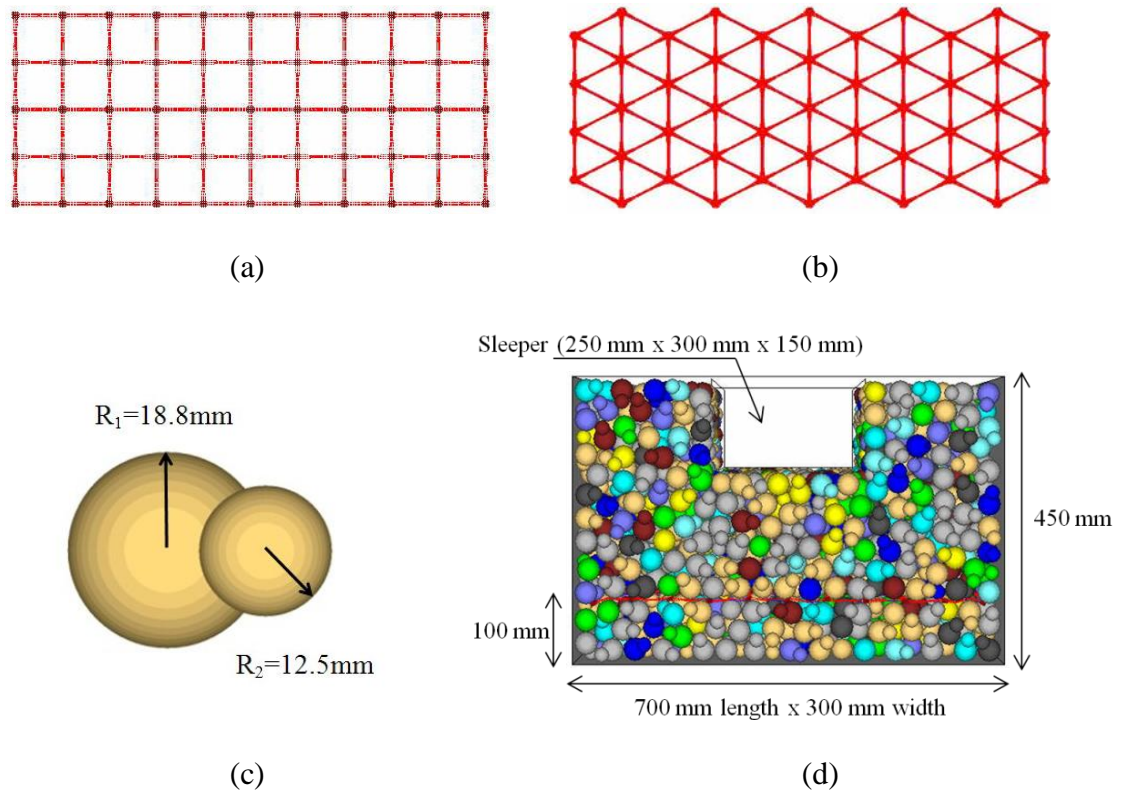 (a)
(b)
Sleeper (250 mm x 300 mm x 150 mm)
R₁=18.8mm
R₂=12.5mm
450 mm
100 mm
700 mm length x 300 mm width
(c)
(d)